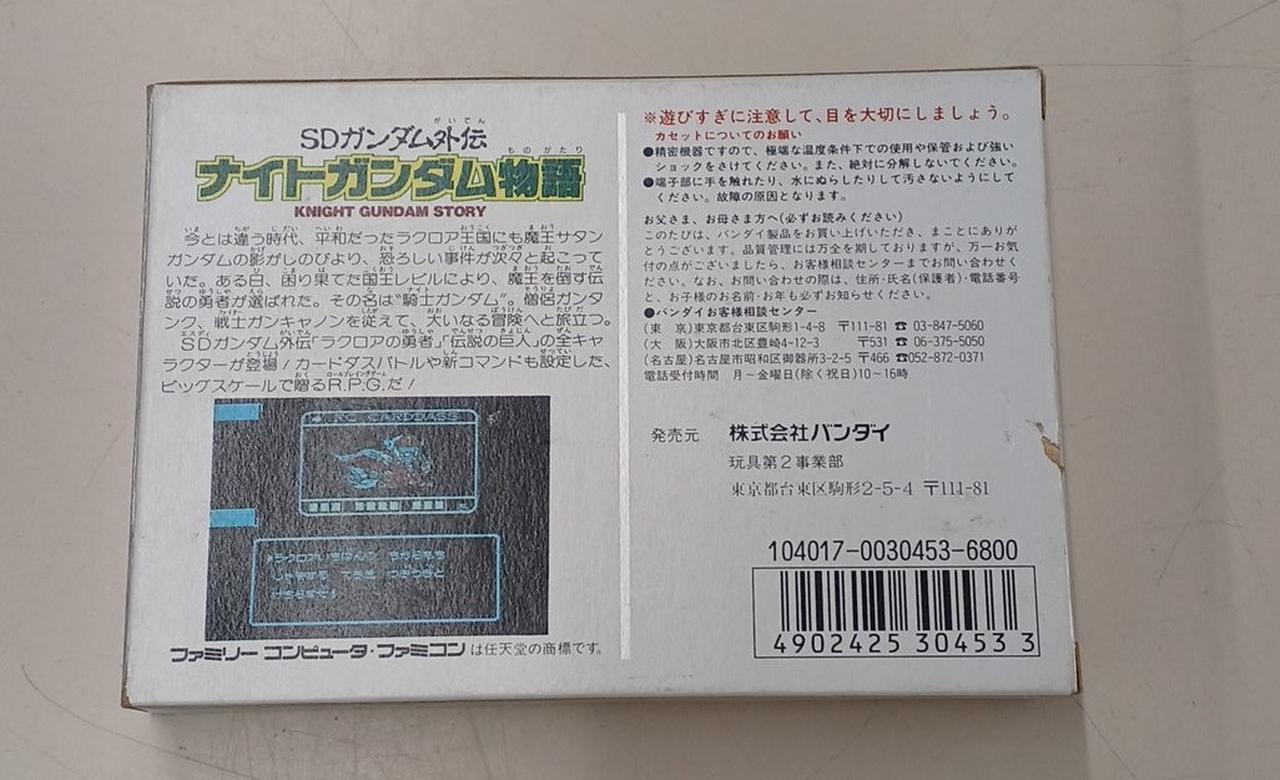 SDガンダム外伝
ナイトガンダム物語
KNIGHT GUNDAM STORY
今とは違う時代、平和だったラクロア王国にも魔王サタン
ガンダムの影がしのびより、恐ろしい事件が次々と起こって
いた。ある日、困り果てた国王レビルにより、魔王を倒す伝
説の勇者が選ばれた。その名は“騎士ガンダム”。僧侶ガンタ
ンク、戦士ガンキャノンを従えて、大いなる冒険へと旅立つ。
SDガンダム外伝「ラクロアの勇者」「伝説の巨人」の全キャ
ラクターが登場！カードダスバトルや新コマンドも設定した、
ビッグスケールで贈るR.P.G.だ！
CARDDASS
ファミリーコンピュータ・ファミコンは任天堂の商標です。
※遊びすぎに注意して、目を大切にしましょう。
カセットについてのお願い
●精密機器ですので、極端な温度条件下での使用や保管および強い
ショックをさけてください。また、絶対に分解しないでください。
●端子部に手を触れたり、水にぬらしたりして汚さないようにして
ください。故障の原因となります。
お父さま、お母さま方へ(必ずお読みください)
このたびは、バンダイ製品をお買い上げいただき、まことにありが
とうございます。品質管理には万全を期しておりますが、万一お気
付の点がございましたら、お客様相談センターまでお問い合わせく
ださい。なお、お問い合わせの際は、住所・氏名(保護者)・電話番号
と、お子様のお名前・お年も必ずお知らせください。
●バンダイお客様相談センター
(東　京)東京都台東区駒形1-4-8　〒111-81 ☎ 03-847-5060
(大　阪)大阪市北区豊崎4-12-3　〒531 ☎ 06-375-5050
(名古屋)名古屋市昭和区御器所3-2-5 〒466 ☎052-872-0371
電話受付時間　月〜金曜日(除く祝日)10〜16時
発売元　株式会社バンダイ
玩具第2事業部
東京都台東区駒形2-5-4 〒111-81
104017-0030453-6800
4902425 30453 3